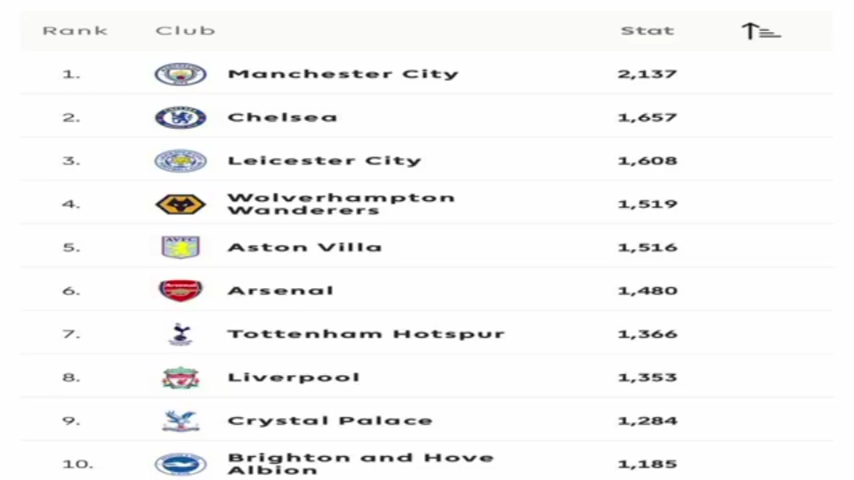 Rank Club Stat
1. Manchester City 2,137
2. Chelsea 1,657
3. Leicester City 1,608
4. Wolverhampton Wanderers 1,519
5. AVFC Aston Villa 1,516
6. Arsenal Arsenal 1,480
7. Tottenham Hotspur 1,366
8. Liverpool 1,353
9. Crystal Palace 1,284
10. Brighton and Hove Albion 1,185